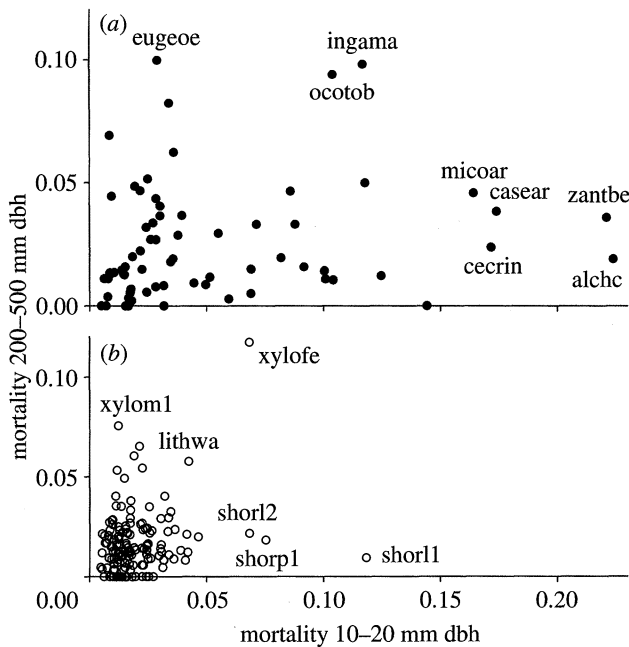 (a)
eugeoe
ingama
0.10
ocotob
micoar
0.05
casear
zantbe
cecrin
alchc
0.00
mortality 200–500 mm dbh
(b)
xylofe
0.10
xylom1
lithwa
0.05
shorl2
shorp1
shorl1
0.00
0.05
0.10
0.15
0.20
mortality 10–20 mm dbh